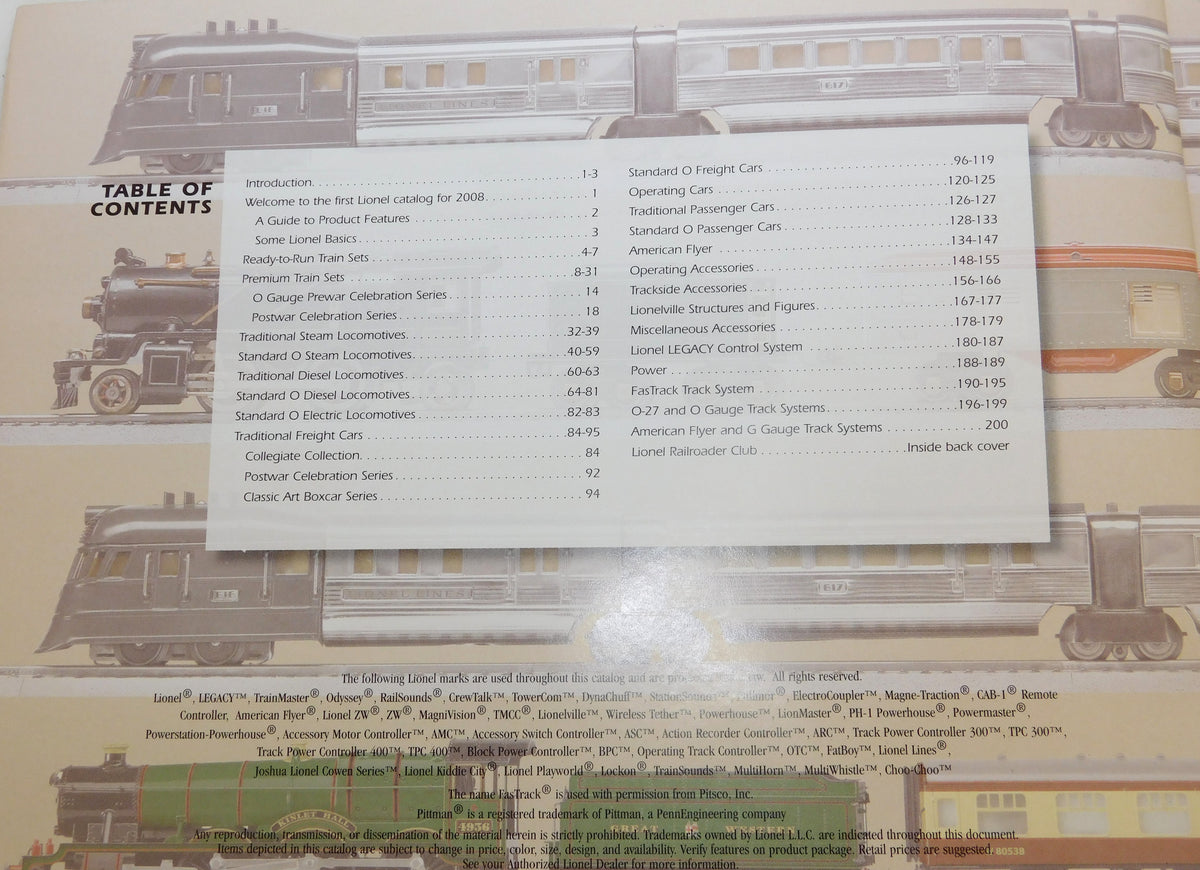 TABLE OF
CONTENTS
Introduction. . . . . . . . . . . . . . . . . . . . . . . 1-3
Welcome to the first Lionel catalog for 2008. . . . . . . . . . 1
A Guide to Product Features . . . . . . . . . . . . . . . . 2
Some Lionel Basics . . . . . . . . . . . . . . . . . . . . 3
Ready-to-Run Train Sets . . . . . . . . . . . . . . . . . . 4-7
Premium Train Sets . . . . . . . . . . . . . . . . . . . . 8-31
O Gauge Prewar Celebration Series . . . . . . . . . . . . . 14
Postwar Celebration Series . . . . . . . . . . . . . . . . 18
Traditional Steam Locomotives. . . . . . . . . . . . . . . 32-39
Standard O Steam Locomotives. . . . . . . . . . . . . . . 40-59
Traditional Diesel Locomotives . . . . . . . . . . . . . . 60-63
Standard O Diesel Locomotives . . . . . . . . . . . . . . 64-81
Standard O Electric Locomotives . . . . . . . . . . . . . 82-83
Traditional Freight Cars . . . . . . . . . . . . . . . . . 84-95
Collegiate Collection. . . . . . . . . . . . . . . . . . . 84
Postwar Celebration Series . . . . . . . . . . . . . . . . 92
Classic Art Boxcar Series . . . . . . . . . . . . . . . . . 94
Standard O Freight Cars . . . . . . . . . . . . . . . . . 96-119
Operating Cars . . . . . . . . . . . . . . . . . . . . . 120-125
Traditional Passenger Cars . . . . . . . . . . . . . . . 126-127
Standard O Passenger Cars . . . . . . . . . . . . . . . 128-133
American Flyer . . . . . . . . . . . . . . . . . . . . . 134-147
Operating Accessories . . . . . . . . . . . . . . . . . 148-155
Trackside Accessories . . . . . . . . . . . . . . . . . 156-166
Lionelville Structures and Figures. . . . . . . . . . . . 167-177
Miscellaneous Accessories . . . . . . . . . . . . . . . 178-179
Lionel LEGACY Control System . . . . . . . . . . . . . 180-187
Power . . . . . . . . . . . . . . . . . . . . . . . . . 188-189
FasTrack Track System . . . . . . . . . . . . . . . . . 190-195
O-27 and O Gauge Track Systems. . . . . . . . . . . . . 196-199
American Flyer and G Gauge Track Systems . . . . . . . . . 200
Lionel Railroader Club . . . . . . . . . . . . . Inside back cover
LIONEL LINES
E17
LIONEL LINES
E17
The following Lionel marks are used throughout this catalog and are All rights reserved.
Lionel®, LEGACY™, TrainMaster®, Odyssey®, RailSounds®, CrewTalk™, TowerCom™, DynaChuff™, StationSounds™, ®, ElectroCoupler™, Magne-Traction®, CAB-1® Remote
Controller, American Flyer®, Lionel ZW®, ZW®, MagniVision®, TMCC®, Lionelville™, Wireless Tether™, Powerhouse™, LionMaster®, PH-1 Powerhouse®, Powermaster®,
Powerstation-Powerhouse®, Accessory Motor Controller™, AMC™, Accessory Switch Controller™, ASC™, Action Recorder Controller™, ARC™, Track Power Controller 300™, TPC 300™,
Track Power Controller 400™, TPC 400™, Block Power Controller™, BPC™, Operating Track Controller™, OTC™, FatBoy™, Lionel Lines®,
Joshua Lionel Cowen Series™, Lionel Kiddie City®, Lionel Playworld®, Lockon®, TrainSounds™, MultiHorn™, MultiWhistle™, Choo-Choo™
The name FasTrack® is used with permission from Pitsco, Inc.
Pittman® is a registered trademark of Pittman, a PennEngineering company
KINLET HALL
4936
GREAT WESTERN
Any reproduction, transmission, or dissemination of the material herein is strictly prohibited. Trademarks owned by Lionel L.L.C. are indicated throughout this document.
Items depicted in this catalog are subject to change in price, color, size, design, and availability. Verify features on product package. Retail prices are suggested.
80538
See your Authorized Lionel Dealer for more information.